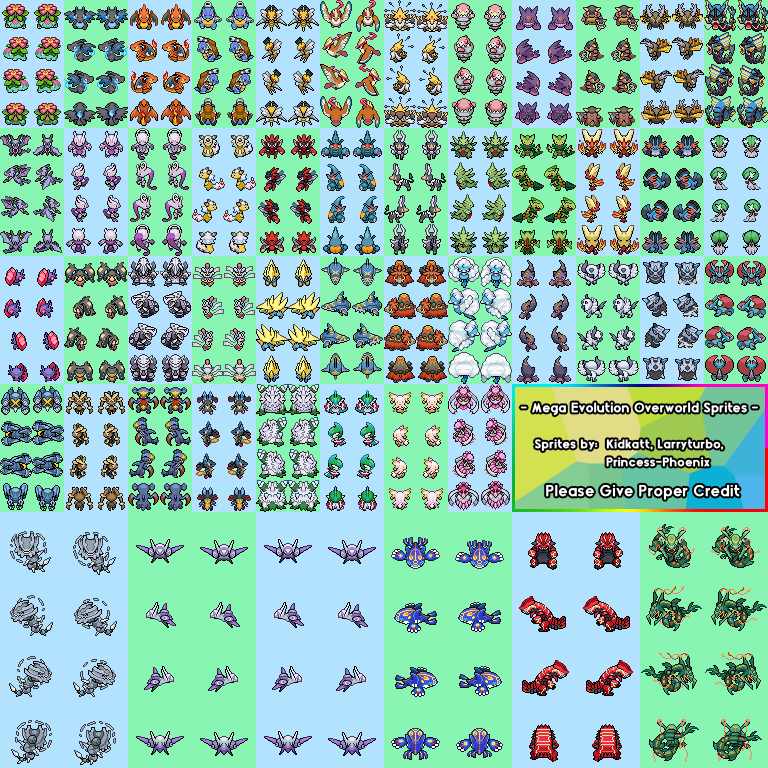 - Mega Evolution Overworld Sprites -
Sprites by: Kidkatt, Larryturbo,
Princess-Phoenix
Please Give Proper Credit